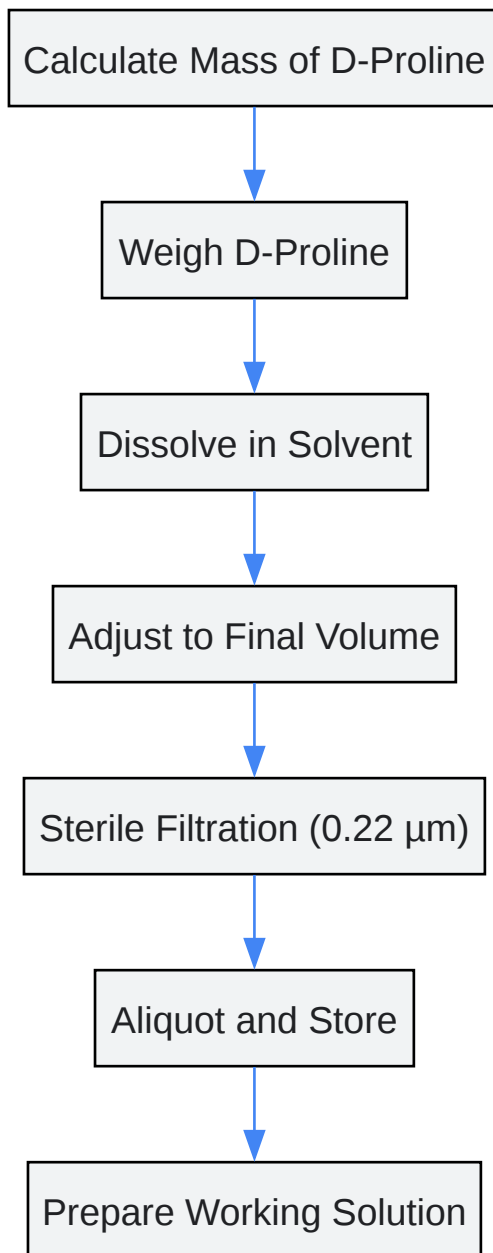 Calculate Mass of D-Proline
Weigh D-Proline
Dissolve in Solvent
Adjust to Final Volume
Sterile Filtration (0.22 µm)
Aliquot and Store
Prepare Working Solution